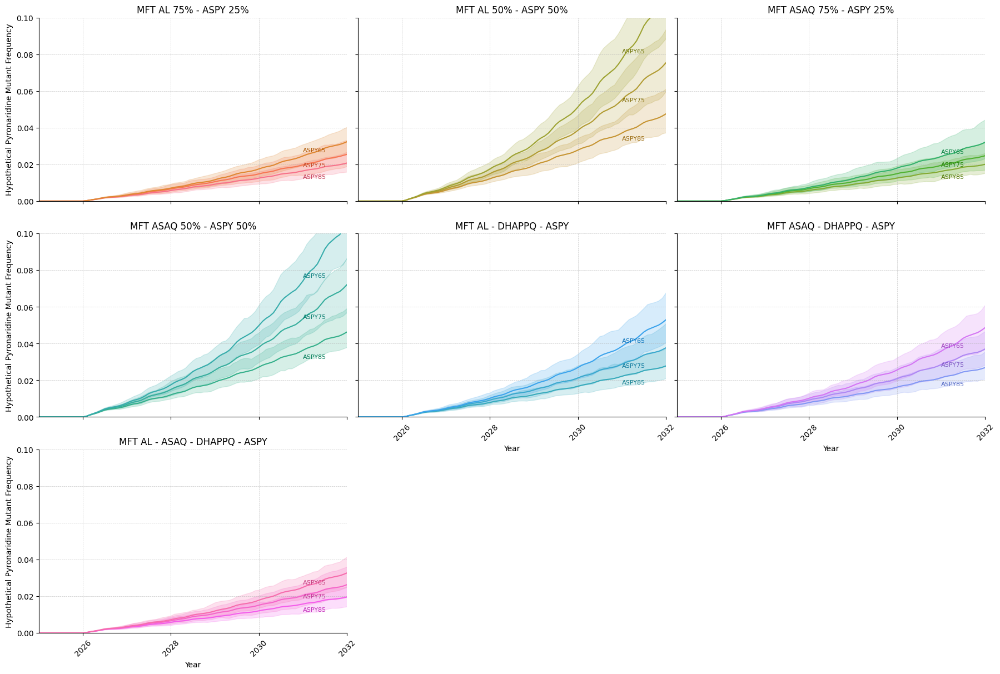 MFT AL 75% - ASPY 25%
MFT AL 50% - ASPY 50%
MFT ASAQ 75% - ASPY 25%
Hypothetical Pyronaridine Mutant Frequency
0.10
0.08
0.06
0.04
0.02
0.00
ASPY65
ASPY75
ASPY85
ASPY65
ASPY75
ASPY85
ASPY65
ASPY75
ASPY85
MFT ASAQ 50% - ASPY 50%
MFT AL - DHAPPQ - ASPY
MFT ASAQ - DHAPPQ - ASPY
Hypothetical Pyronaridine Mutant Frequency
0.10
0.08
0.06
0.04
0.02
0.00
ASPY65
ASPY75
ASPY85
ASPY65
ASPY75
ASPY85
2026
2028
2030
2032
Year
ASPY65
ASPY75
ASPY85
2026
2028
2030
2032
Year
MFT AL - ASAQ - DHAPPQ - ASPY
Hypothetical Pyronaridine Mutant Frequency
0.10
0.08
0.06
0.04
0.02
0.00
ASPY65
ASPY75
ASPY85
2026
2028
2030
2032
Year